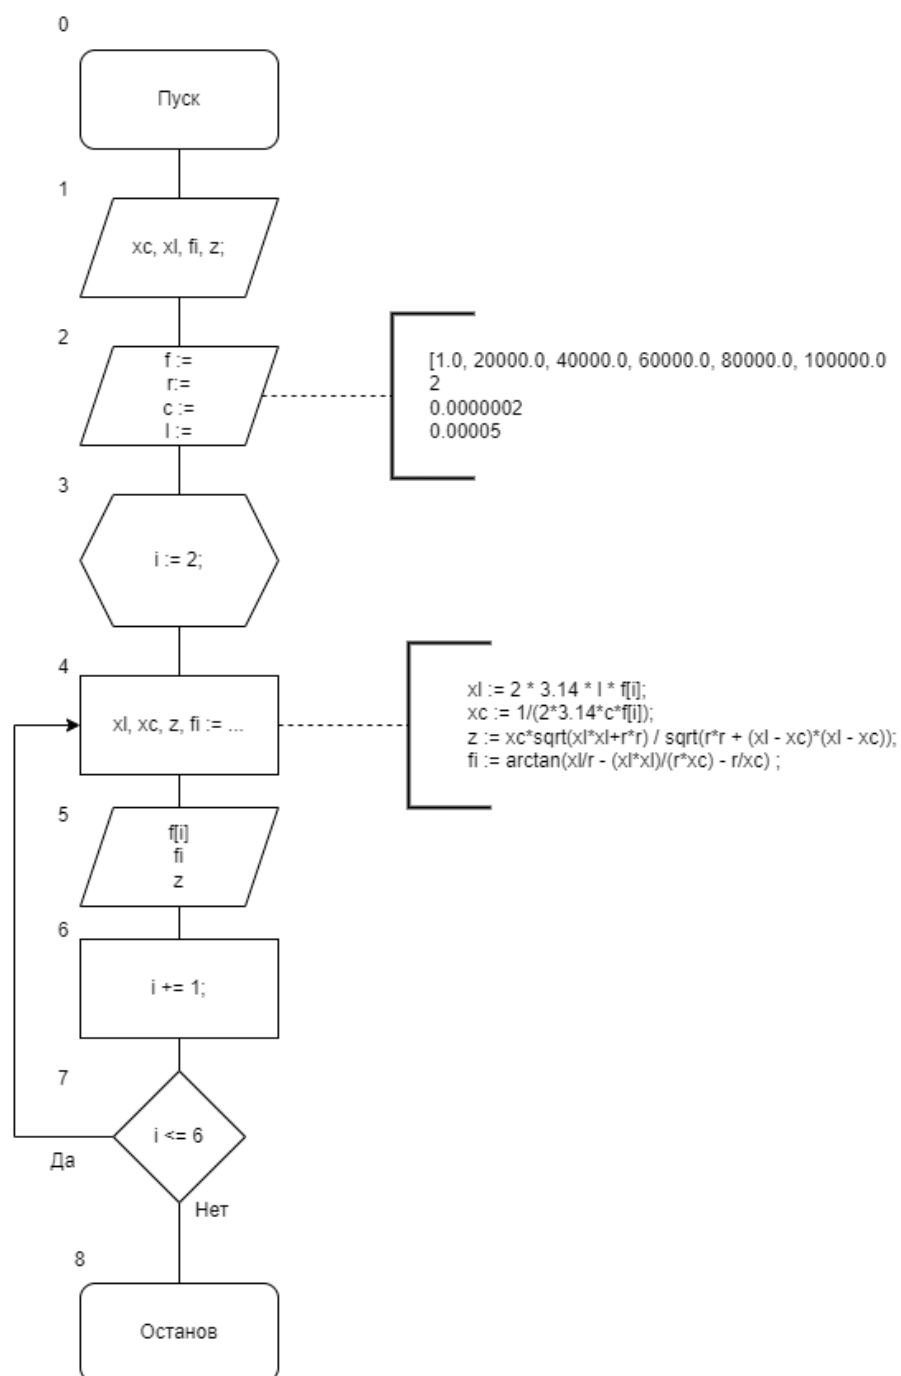 0
Пуск
1
xc, xl, fi, z;
2
f :=
r:=
c :=
l :=
[1.0, 20000.0, 40000.0, 60000.0, 80000.0, 100000.0
2
0.0000002
0.00005
3
i := 2;
4
xl, xc, z, fi := ...
xl := 2 * 3.14 * l * f[i];
xc := 1/(2*3.14*c*f[i]);
z := xc*sqrt(xl*xl+r*r) / sqrt(r*r + (xl - xc)*(xl - xc));
fi := arctan(xl/r - (xl*xl)/(r*xc) - r/xc) ;
5
f[i]
fi
z
6
i += 1;
7
i <= 6
Да
Нет
8
Останов